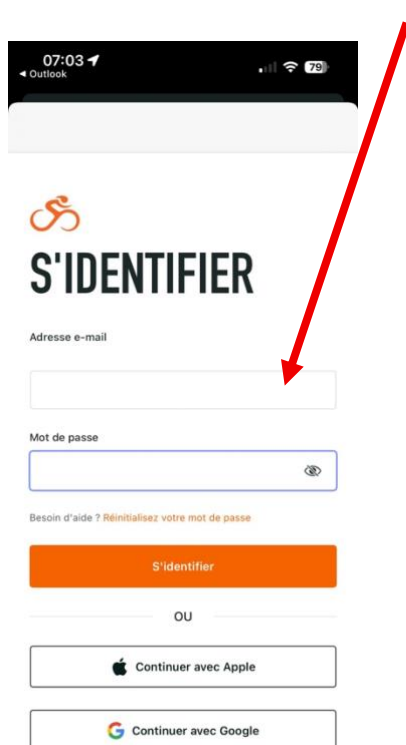 07:03
◀ Outlook
79
S'IDENTIFIER
Adresse e-mail
Mot de passe
Besoin d'aide ? Réinitialisez votre mot de passe
S'identifier
OU
Continuer avec Apple
Continuer avec Google